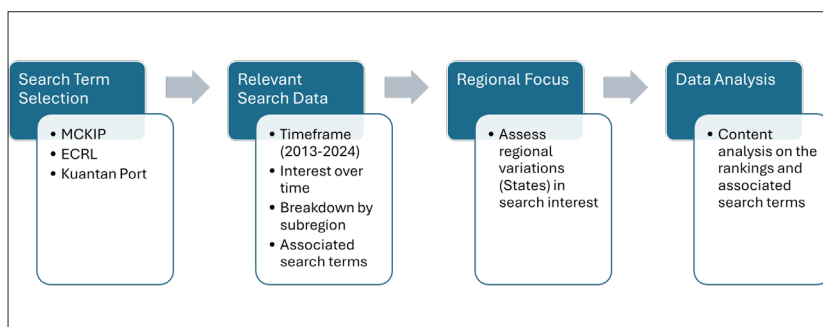 Search Term
Selection
• MCKIP
• ECRL
• Kuantan Port
Relevant
Search Data
• Timeframe
(2013-2024)
• Interest over
time
• Breakdown by
subregion
• Associated
search terms
Regional Focus
• Assess
regional
variations
(States) in
search interest
Data Analysis
• Content
analysis on the
rankings and
associated
search terms